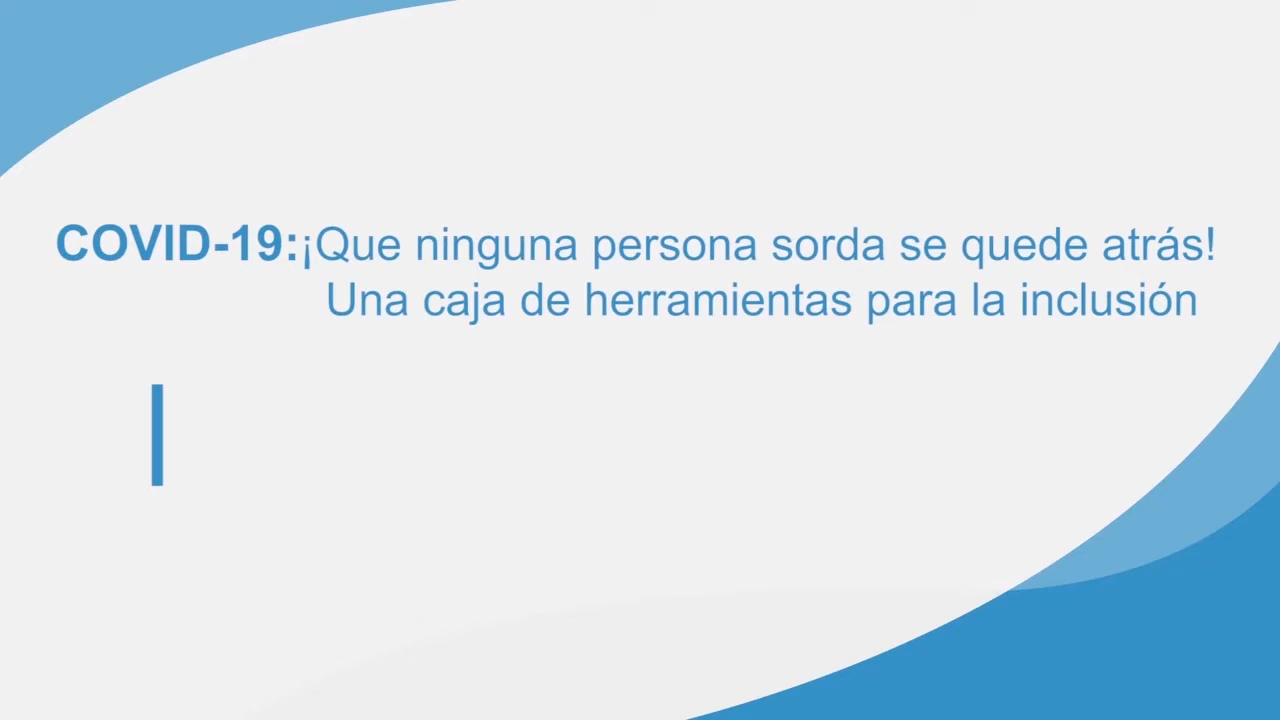 COVID-19:¡Que ninguna persona sorda se quede atrás!
Una caja de herramientas para la inclusión